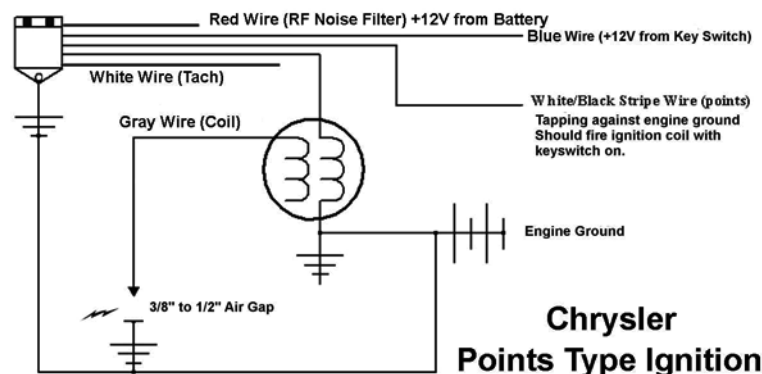 Red Wire (RF Noise Filter) +12V from Battery
Blue Wire (+12V from Key Switch)
White Wire (Tach)
White/Black Stripe Wire (points)
Tapping against engine ground
Should fire ignition coil with
keyswitch on.
Gray Wire (Coil)
Engine Ground
3/8" to 1/2" Air Gap
Chrysler
Points Type Ignition